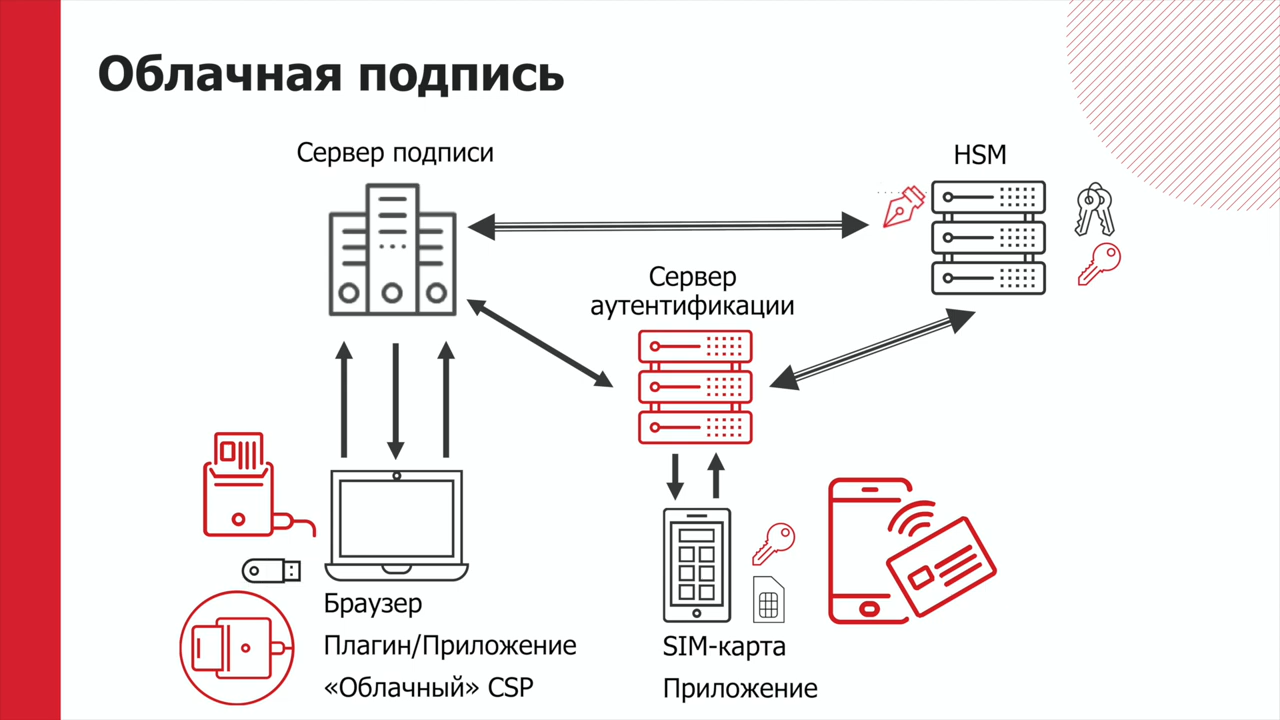 Облачная подпись
Сервер подписи
HSM
Сервер
аутентификации
Браузер
Плагин/Приложение
«Облачный» CSP
SIM-карта
Приложение